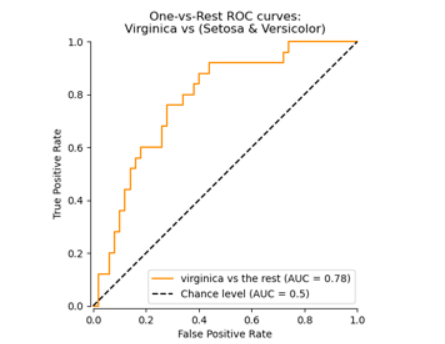 One-vs-Rest ROC curves:
Virginica vs (Setosa & Versicolor)
True Positive Rate
1.0
0.8
0.6
0.4
0.2
0.0
virginica vs the rest (AUC = 0.78)
Chance level (AUC = 0.5)
0.0 0.2 0.4 0.6 0.8 1.0
False Positive Rate